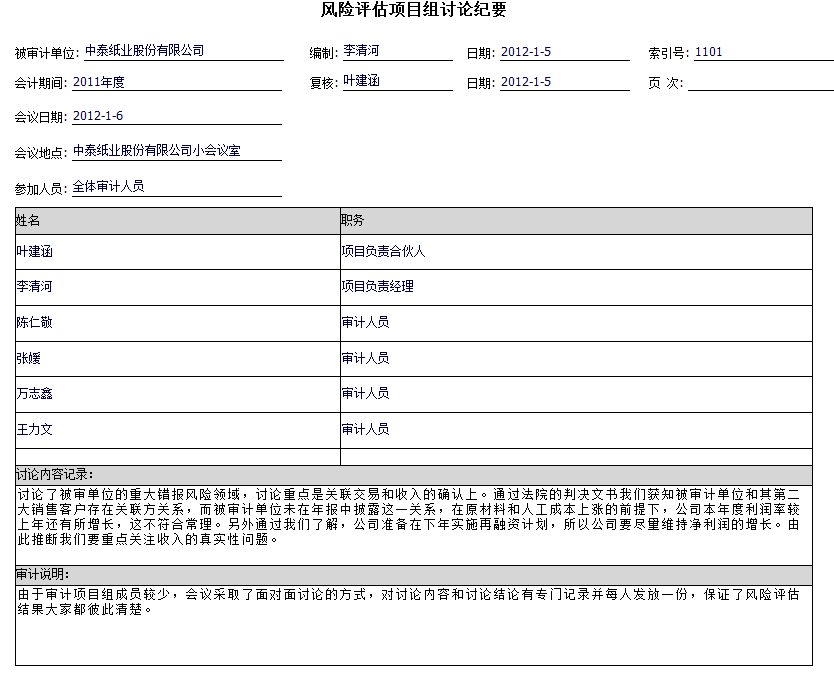 风险评估项目组讨论纪要
被审计单位: 中泰纸业股份有限公司 编制: 李清河 日期: 2012-1-5 索引号: 1101
会计期间: 2011年度 复核: 叶建函 日期: 2012-1-5 页 次:
会议日期: 2012-1-6
会议地点: 中泰纸业股份有限公司小会议室
参加人员: 全体审计人员
姓名 职务
叶建函 项目负责合伙人
李清河 项目负责经理
陈仁敬 审计人员
张媛 审计人员
万志鑫 审计人员
王力文 审计人员
讨论内容记录:
讨论了被审单位的重大错报风险领域，讨论重点是关联交易和收入的确认上。通过法院的判决文书我们获知被审计单位和其第二
大销售客户存在关联方关系，而被审计单位未在年报中披露这一关系，在原材料和人工成本上涨的前提下，公司本年度利润率较
上年还有所增长，这不符合常理。另外通过我们了解，公司准备在下年实施再融资计划，所以公司要尽量维持净利润的增长。由
此推断我们要重点关注收入的真实性问题。
审计说明:
由于审计项目组成员较少，会议采取了面对面讨论的方式，对讨论内容和讨论结论有专门记录并每人发放一份，保证了风险评估
结果大家都彼此清楚。